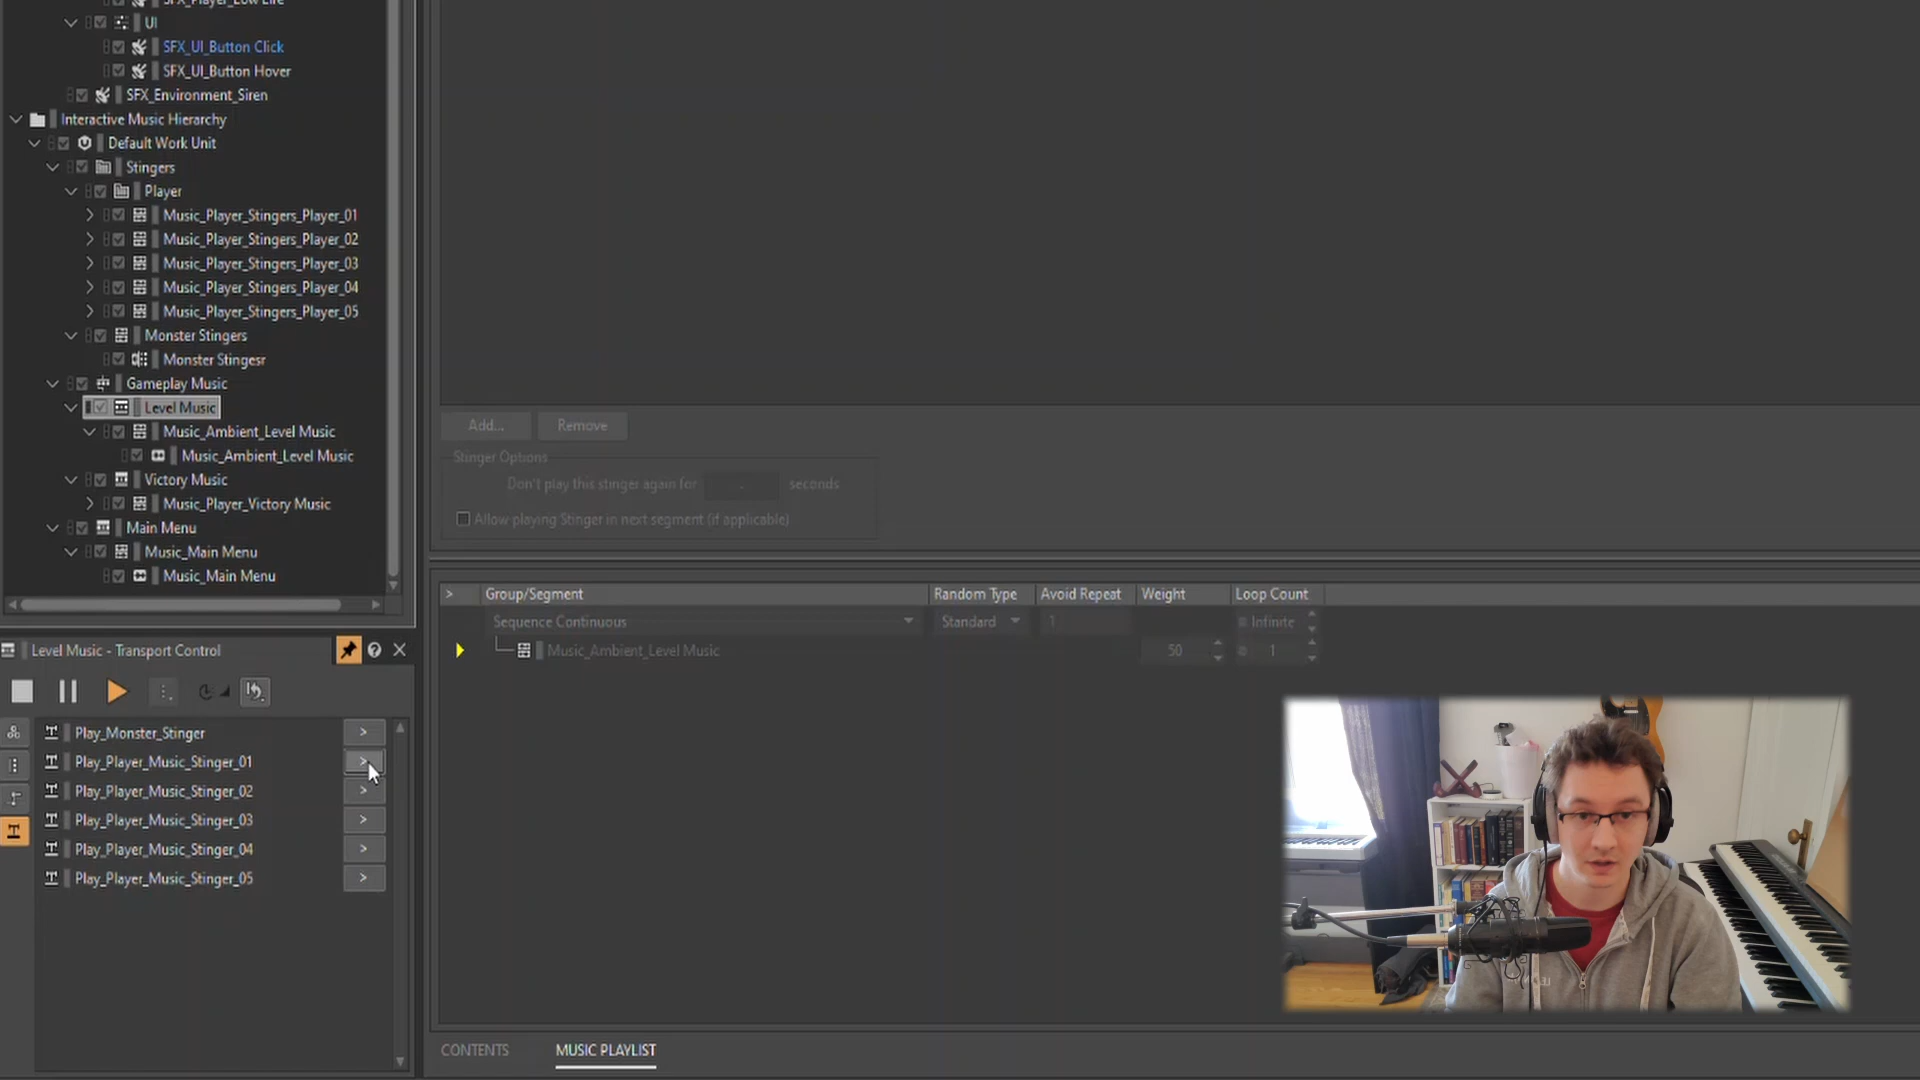 SFX_Player_Low Life
UI
SFX_UI_Button Click
SFX_UI_Button Hover
SFX_Environment_Siren
Interactive Music Hierarchy
Default Work Unit
Stingers
Player
Music_Player_Stingers_Player_01
Music_Player_Stingers_Player_02
Music_Player_Stingers_Player_03
Music_Player_Stingers_Player_04
Music_Player_Stingers_Player_05
Monster Stingers
Monster Stingesr
Gameplay Music
Level Music
Music_Ambient_Level Music
Music_Ambient_Level Music
Victory Music
Music_Player_Victory Music
Main Menu
Music_Main Menu
Music_Main Menu
Level Music - Transport Control
Play_Monster_Stinger >
Play_Player_Music_Stinger_01 >
Play_Player_Music_Stinger_02 >
Play_Player_Music_Stinger_03 >
Play_Player_Music_Stinger_04 >
Play_Player_Music_Stinger_05 >
Add... Remove
Stinger Options
Don't play this stinger again for - seconds
Allow playing Stinger in next segment (if applicable)
> Group/Segment Random Type Avoid Repeat Weight Loop Count
Sequence Continuous Standard 1 Infinite
Music_Ambient_Level Music 50 1
CONTENTS MUSIC PLAYLIST